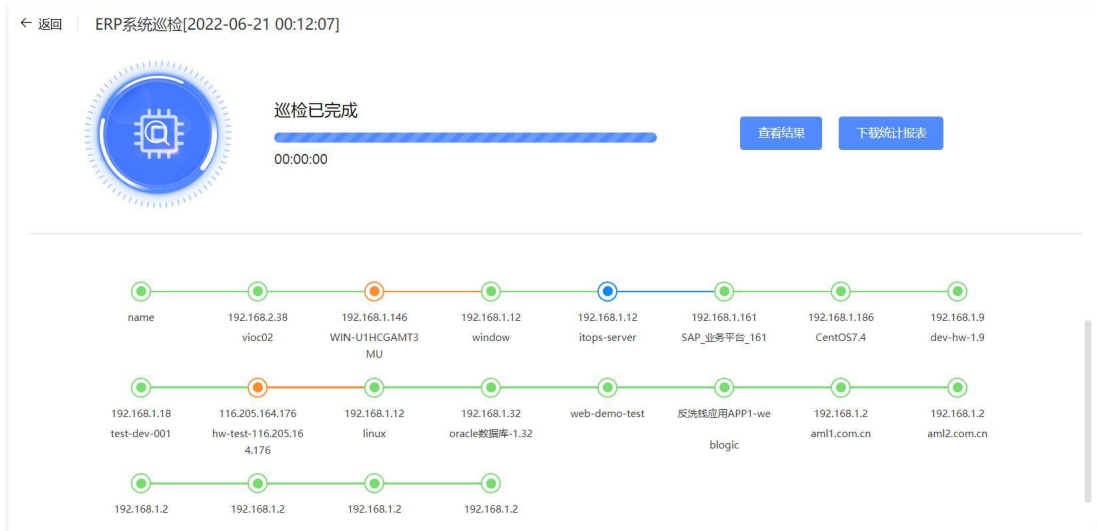 ← 返回
ERP系统巡检[2022-06-21 00:12:07]
巡检已完成
00:00:00
查看结果
下载统计报表
name
192.168.2.38
vioc02
192.168.1.146
WIN-U1HCGAMT3
MU
192.168.1.12
window
192.168.1.12
itops-server
192.168.1.161
SAP_业务平台_161
192.168.1.186
CentOS7.4
192.168.1.9
dev-hw-1.9
192.168.1.18
test-dev-001
116.205.164.176
hw-test-116.205.16
4.176
192.168.1.12
linux
192.168.1.32
oracle数据库-1.32
web-demo-test
反洗钱应用APP1-we
blogic
192.168.1.2
aml1.com.cn
192.168.1.2
aml2.com.cn
192.168.1.2
192.168.1.2
192.168.1.2
192.168.1.2